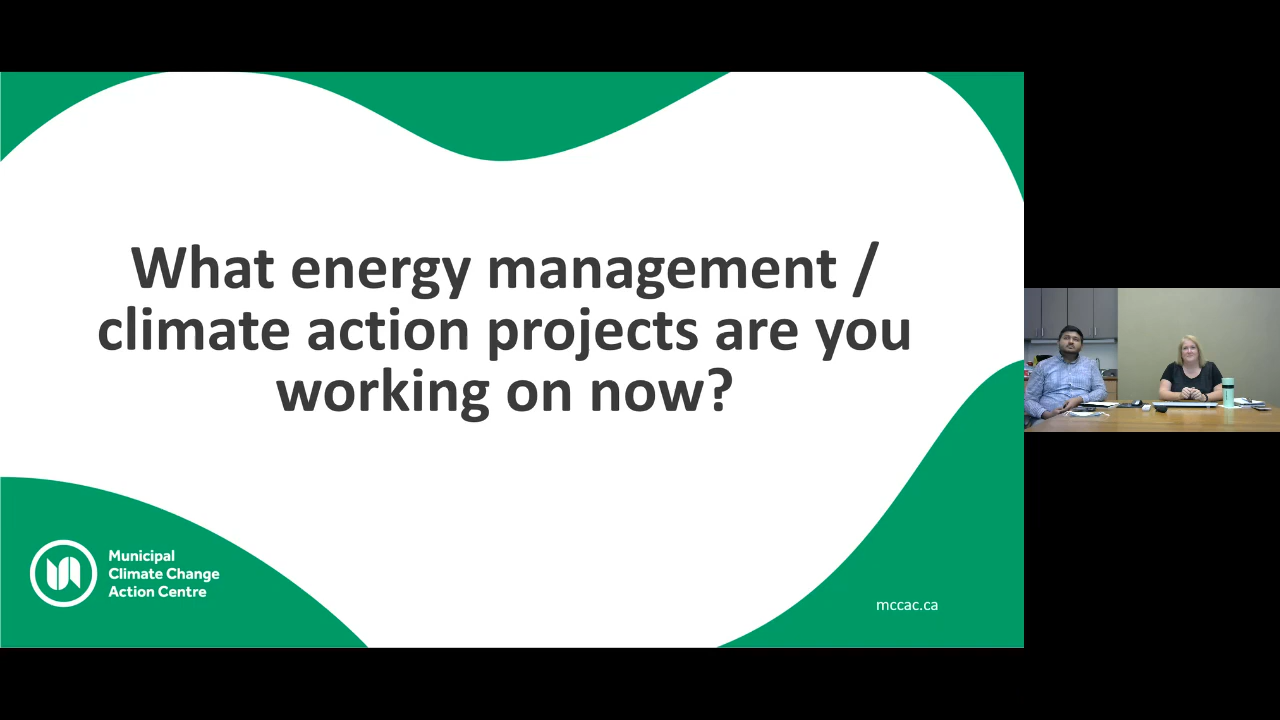 What energy management /
climate action projects are you
working on now?
Municipal
Climate Change
Action Centre
mccac.ca